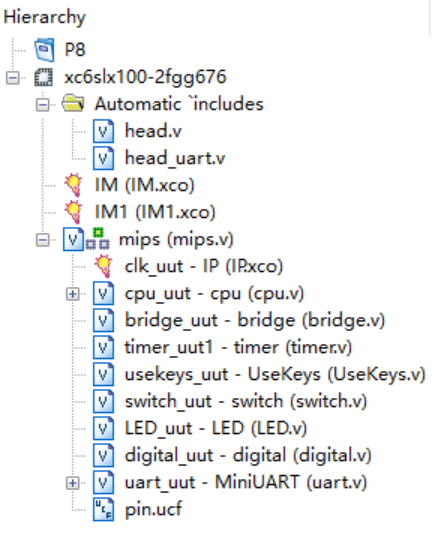 Hierarchy
P8
xc6slx100-2fgg676
Automatic `includes
head.v
head_uart.v
IM (IM.xco)
IM1 (IM1.xco)
mips (mips.v)
clk_uut - IP (IP.xco)
cpu_uut - cpu (cpu.v)
bridge_uut - bridge (bridge.v)
timer_uut1 - timer (timer.v)
usekeys_uut - UseKeys (UseKeys.v)
switch_uut - switch (switch.v)
LED_uut - LED (LED.v)
digital_uut - digital (digital.v)
uart_uut - MiniUART (uart.v)
pin.ucf